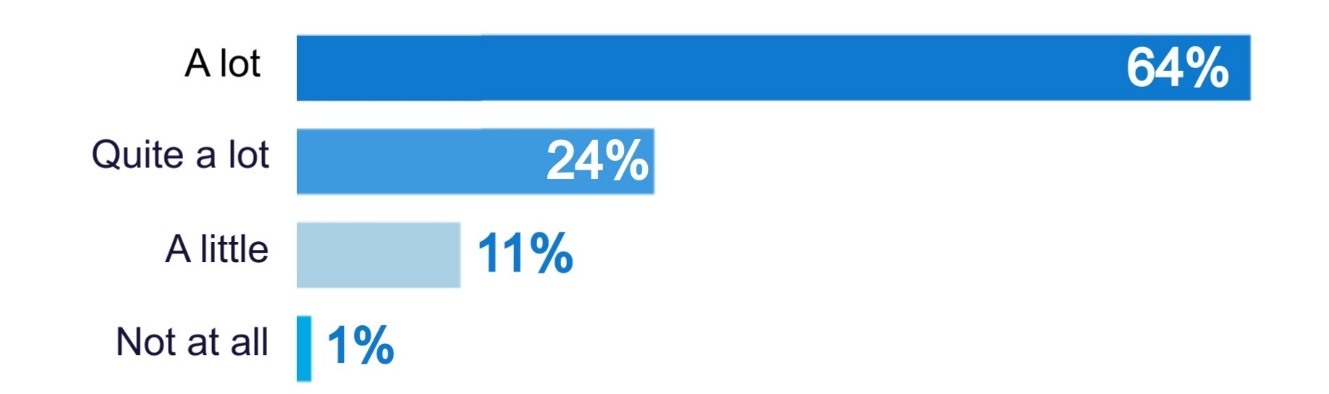 A lot 64%
Quite a lot 24%
A little 11%
Not at all 1%